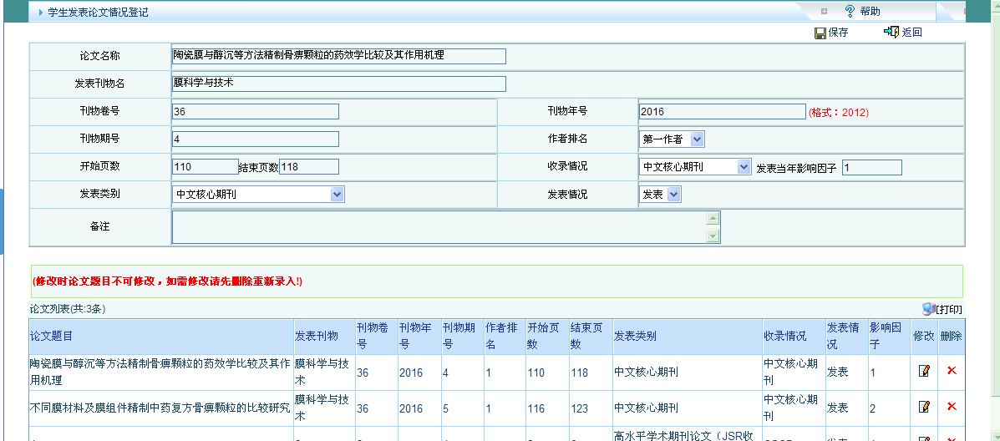 学生发表论文情况登记
帮助
保存 返回
论文名称 陶瓷膜与醇沉等方法精制骨痹颗粒的药效学比较及其作用机理
发表刊物名 膜科学与技术
刊物卷号 36 刊物年号 2016 (格式：2012)
刊物期号 4 作者排名 第一作者
开始页数 110 结束页数 118 收录情况 中文核心期刊 发表当年影响因子 1
发表类别 中文核心期刊 发表情况 发表
备注
(修改时论文题目不可修改，如需修改请先删除重新录入!)
论文列表(共:3条) [打印]
论文题目 发表刊物 刊物卷号 刊物年号 刊物期号 作者排名 开始页数 结束页数 发表类别 收录情况 发表情况 影响因子 修改 删除
陶瓷膜与醇沉等方法精制骨痹颗粒的药效学比较及其作用机理 膜科学与技术 36 2016 4 1 110 118 中文核心期刊 中文核心期刊 发表 1
不同膜材料及膜组件精制中药复方骨痹颗粒的比较研究 膜科学与技术 36 2016 5 1 116 123 中文核心期刊 中文核心期刊 发表 2
高水平学术期刊论文（JSR收